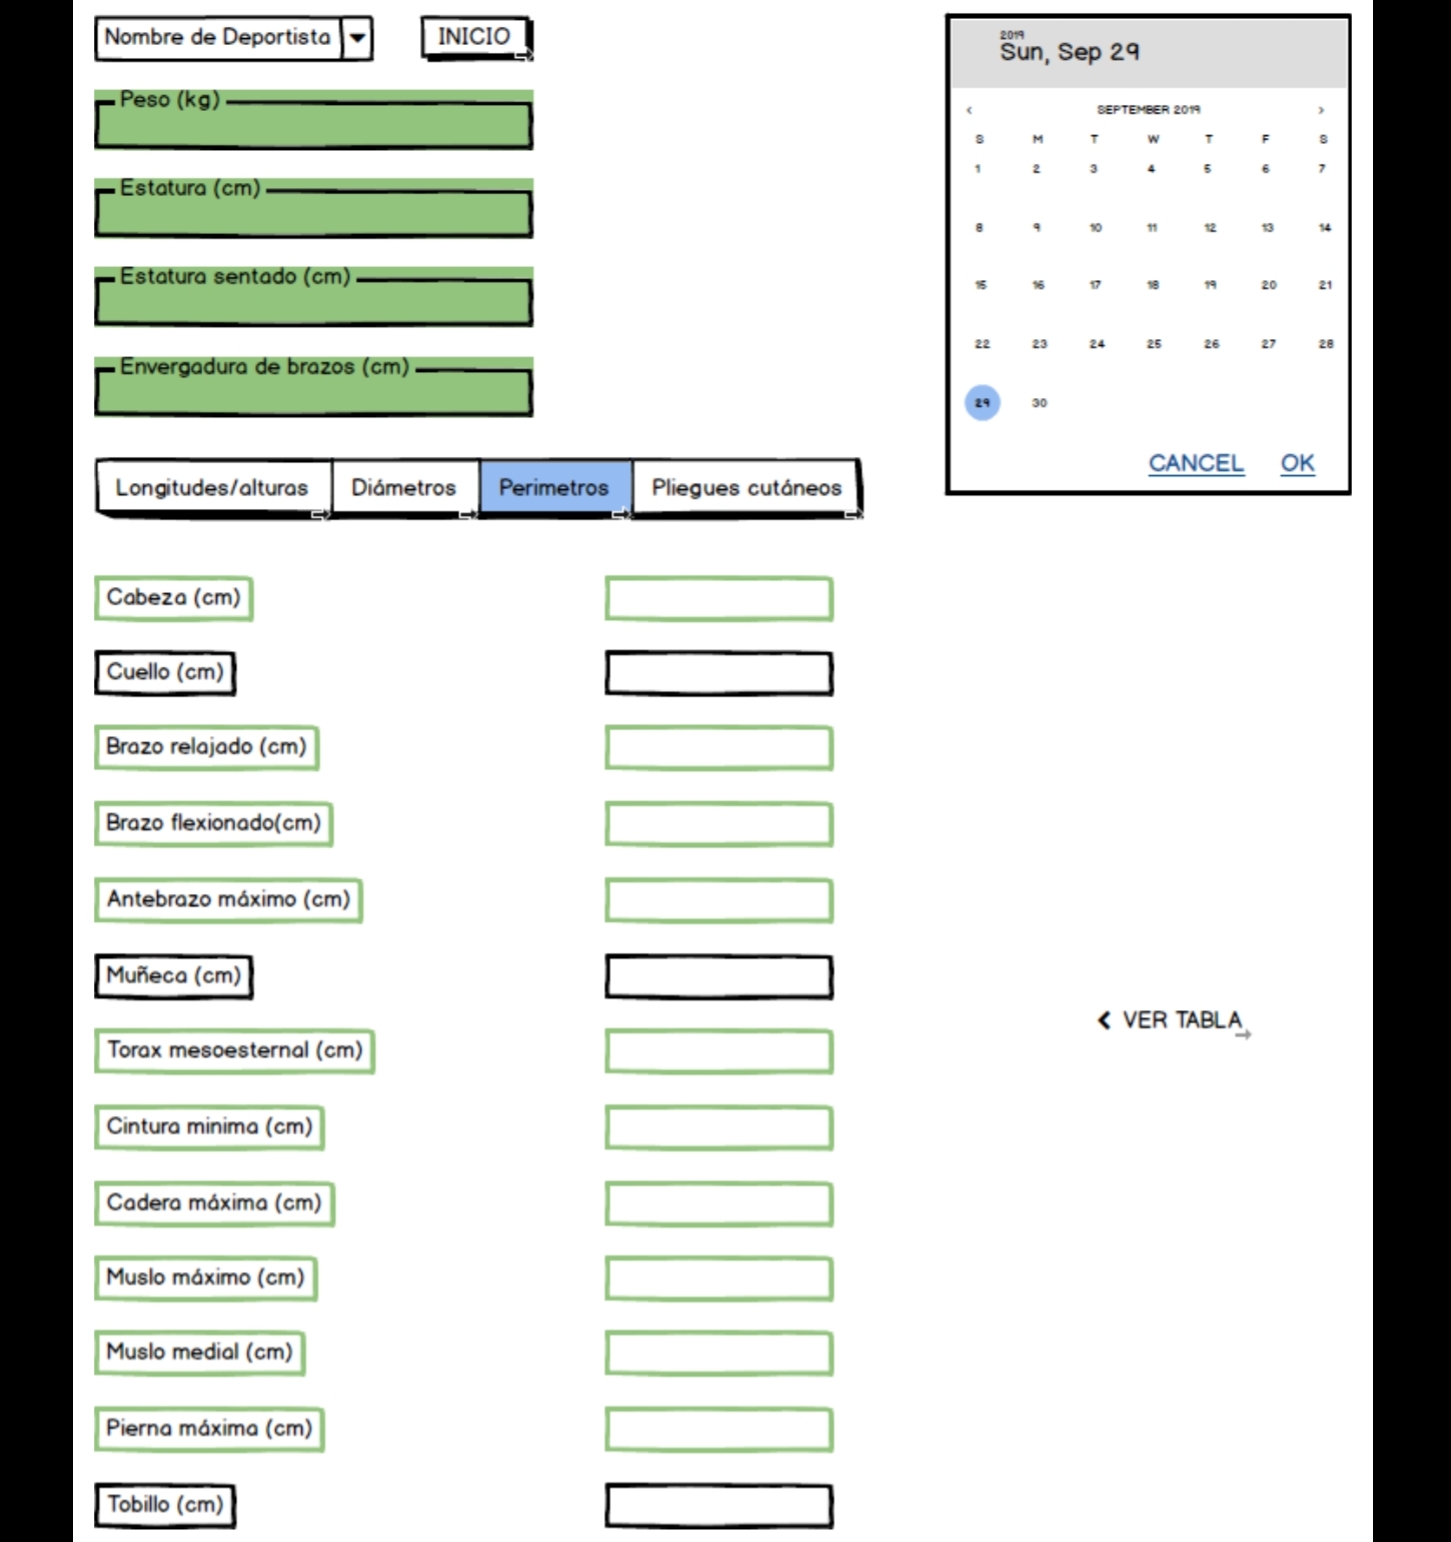 Nombre de Deportista
INICIO
Peso (kg)
Estatura (cm)
Estatura sentado (cm)
Envergadura de brazos (cm)
2019
Sun, Sep 29
‹ SEPTEMBER 2019 ›
S M T W T F S
1 2 3 4 5 6 7
8 9 10 11 12 13 14
15 16 17 18 19 20 21
22 23 24 25 26 27 28
29 30
CANCEL OK
Longitudes/alturas Diámetros Perimetros Pliegues cutáneos
Cabeza (cm)
Cuello (cm)
Brazo relajado (cm)
Brazo flexionado(cm)
Antebrazo máximo (cm)
Muñeca (cm)
VER TABLA
Torax mesoesternal (cm)
Cintura minima (cm)
Cadera máxima (cm)
Muslo máximo (cm)
Muslo medial (cm)
Pierna máxima (cm)
Tobillo (cm)